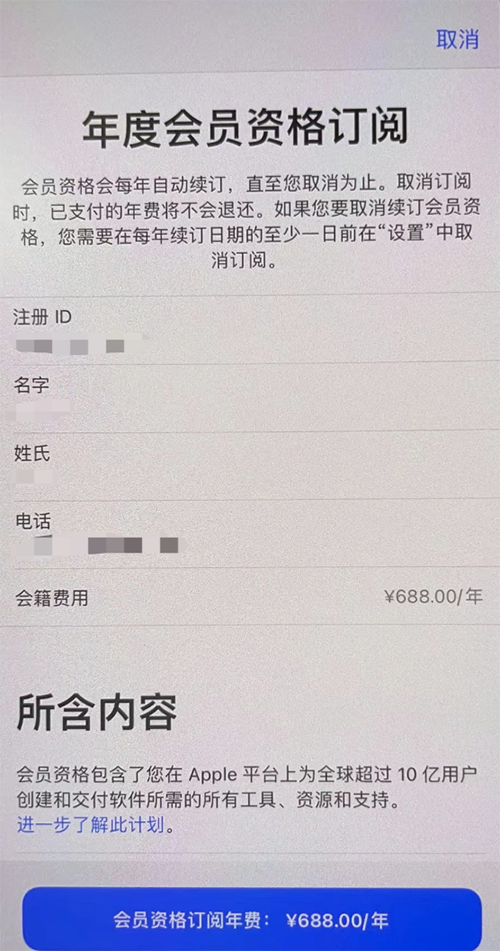 取消
年度会员资格订阅
会员资格会每年自动续订，直至您取消为止。取消订阅
时，已支付的年费将不会退还。如果您要取消续订会员资
格，您需要在每年续订日期的至少一日前在“设置”中取
消订阅。
注册 ID
名字
姓氏
电话
会籍费用 ¥688.00/年
所含内容
会员资格包含了您在 Apple 平台上为全球超过 10 亿用户
创建和交付软件所需的所有工具、资源和支持。
进一步了解此计划。
会员资格订阅年费： ¥688.00/年